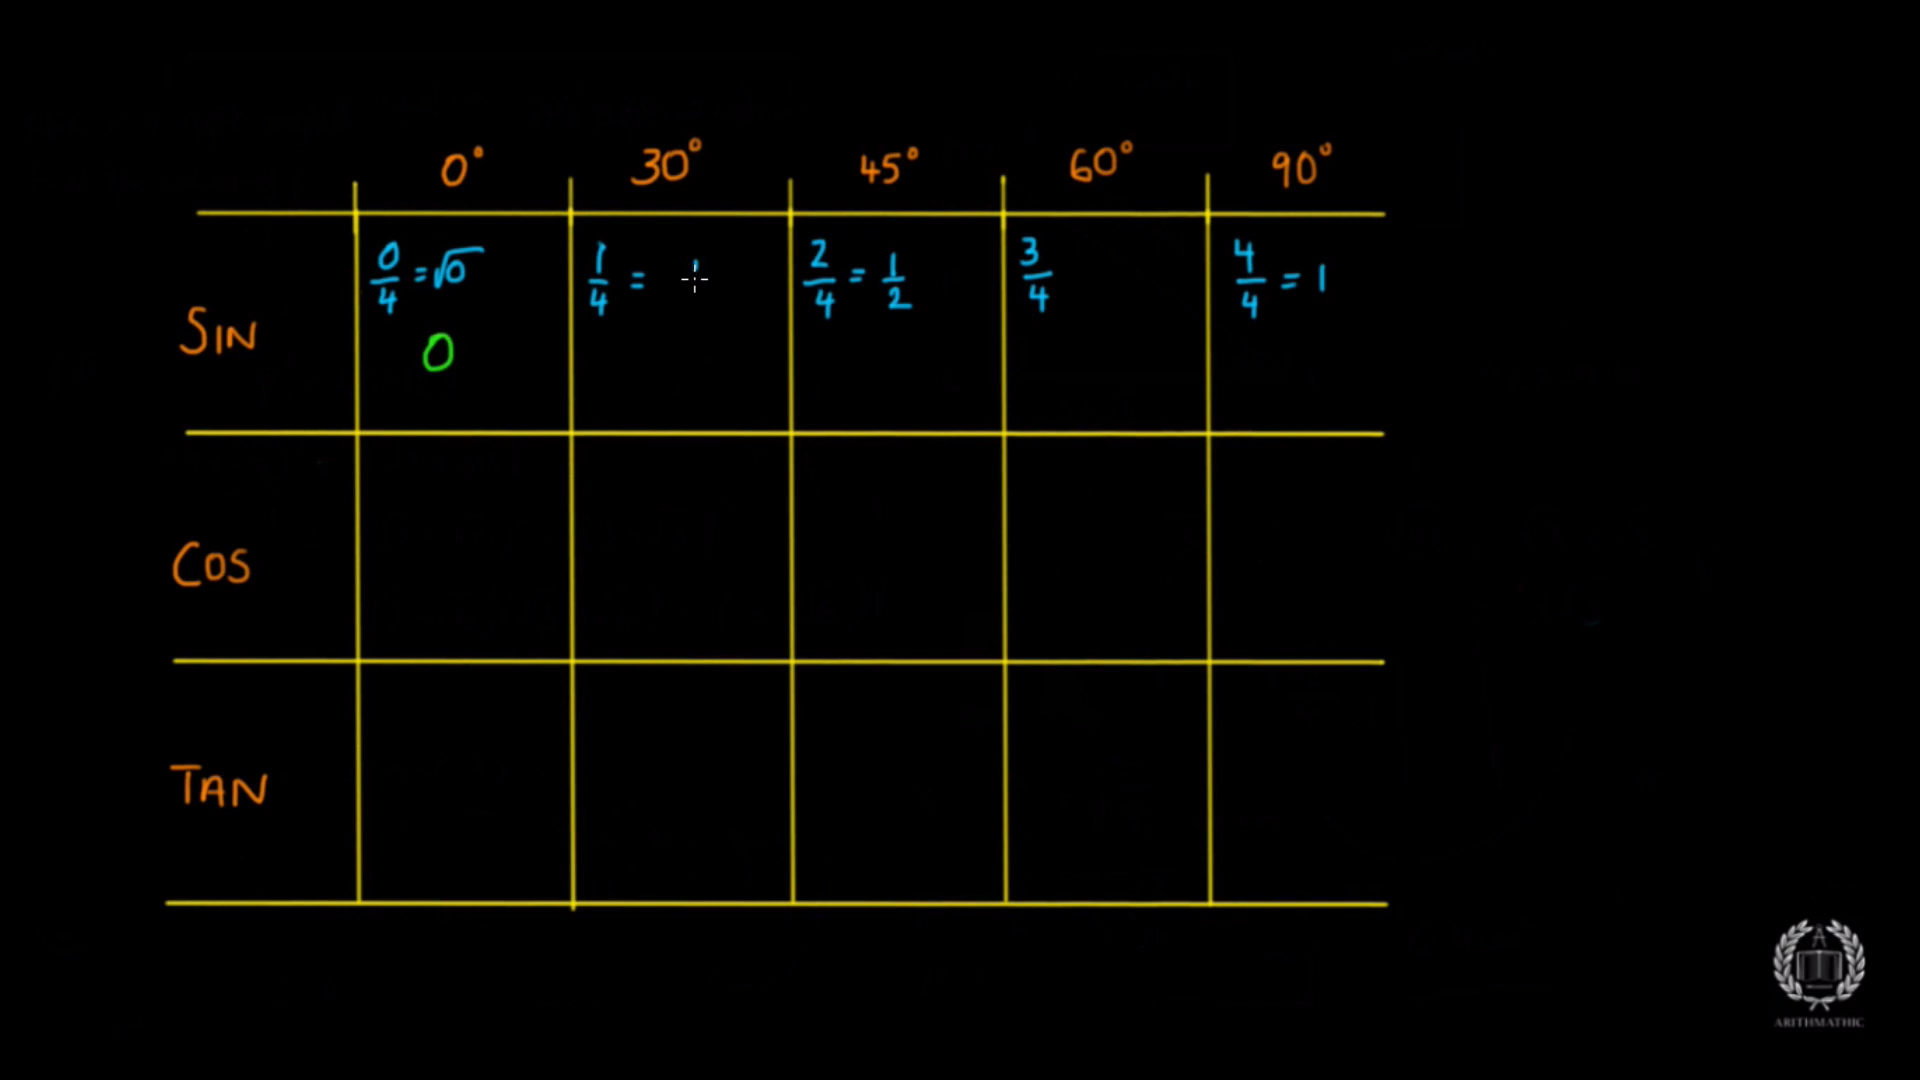 0° 30° 45° 60° 90°
SIN 0/4 = √0 1/4 = 2/4 = 1/2 3/4 4/4 = 1
0
COS
TAN
ARITHMATHIC